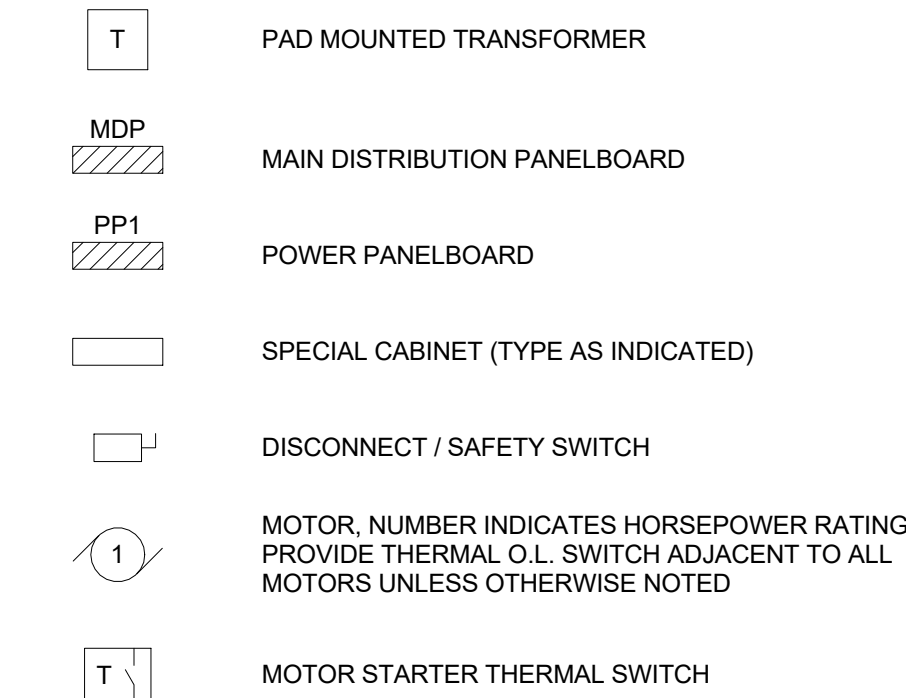 T PAD MOUNTED TRANSFORMER
MDP
MAIN DISTRIBUTION PANELBOARD
PP1
POWER PANELBOARD
SPECIAL CABINET (TYPE AS INDICATED)
DISCONNECT / SAFETY SWITCH
MOTOR, NUMBER INDICATES HORSEPOWER RATING
1 PROVIDE THERMAL O.L. SWITCH ADJACENT TO ALL
MOTORS UNLESS OTHERWISE NOTED
T MOTOR STARTER THERMAL SWITCH